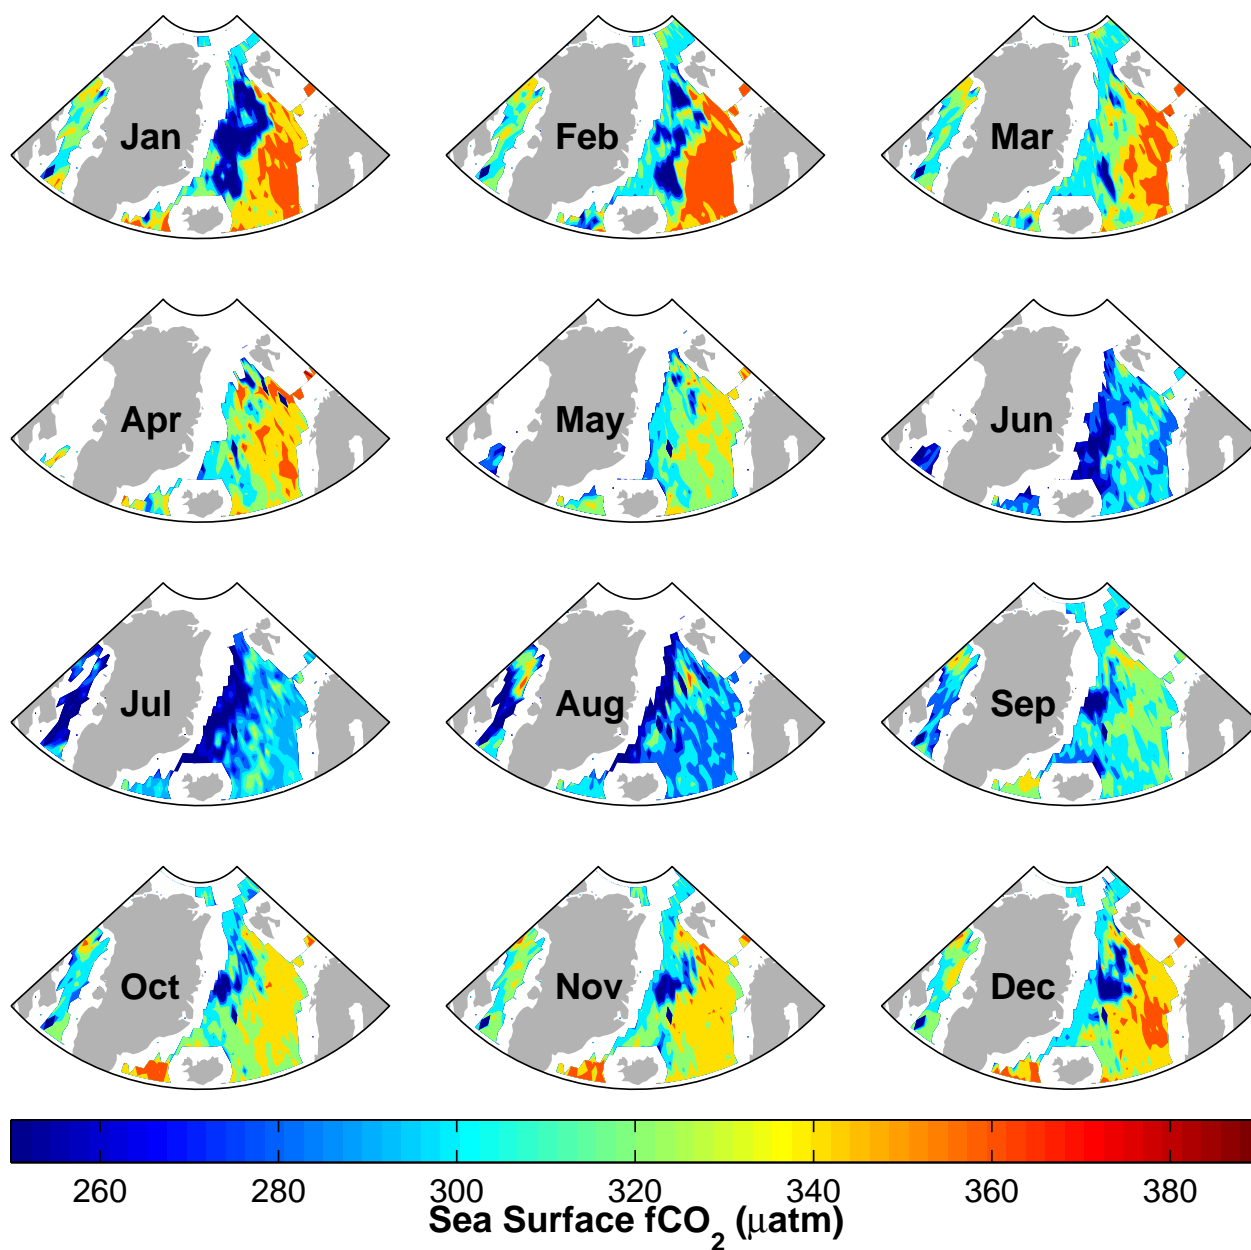 Jan Feb Mar
Apr May Jun
Jul Aug Sep
Oct Nov Dec
260 280 300 320 340 360 380
Sea Surface fCO₂ (μatm)